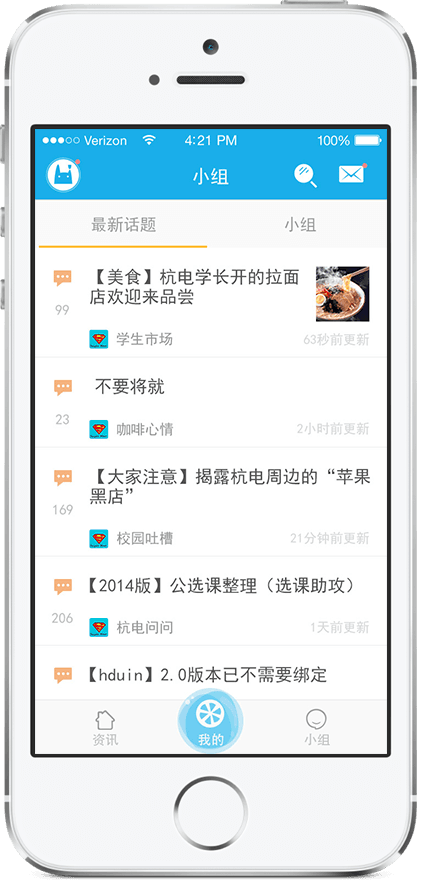 Verizon 4:21 PM 100%
小组
最新话题 小组
【美食】杭电学长开的拉面
店欢迎来品尝
99
学生市场 63秒前更新
不要将就
23
咖啡心情 2小时前更新
【大家注意】揭露杭电周边的“苹果
黑店”
169
校园吐槽 21分钟前更新
【2014版】公选课整理（选课助攻）
206
杭电问问 1天前更新
【hduin】2.0版本已不需要绑定
资讯 我的 小组